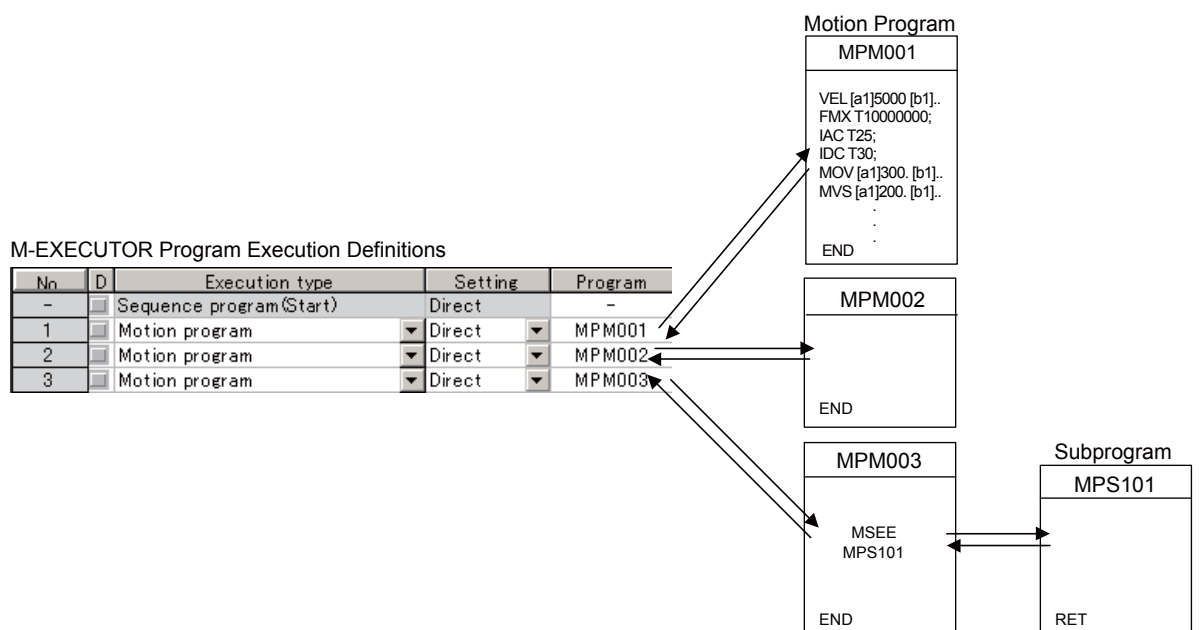 Motion Program
MPM001
VEL [a1]5000 [b1]..
FMX T10000000;
IAC T25;
IDC T30;
MOV [a1]300. [b1]..
MVS [a1]200. [b1]..
.
.
.
END
M-EXECUTOR Program Execution Definitions
No D Execution type Setting Program
- Sequence program(Start) Direct -
1 Motion program Direct MPM001
2 Motion program Direct MPM002
3 Motion program Direct MPM003
MPM002
END
MPM003
MSEE
MPS101
END
Subprogram
MPS101
RET